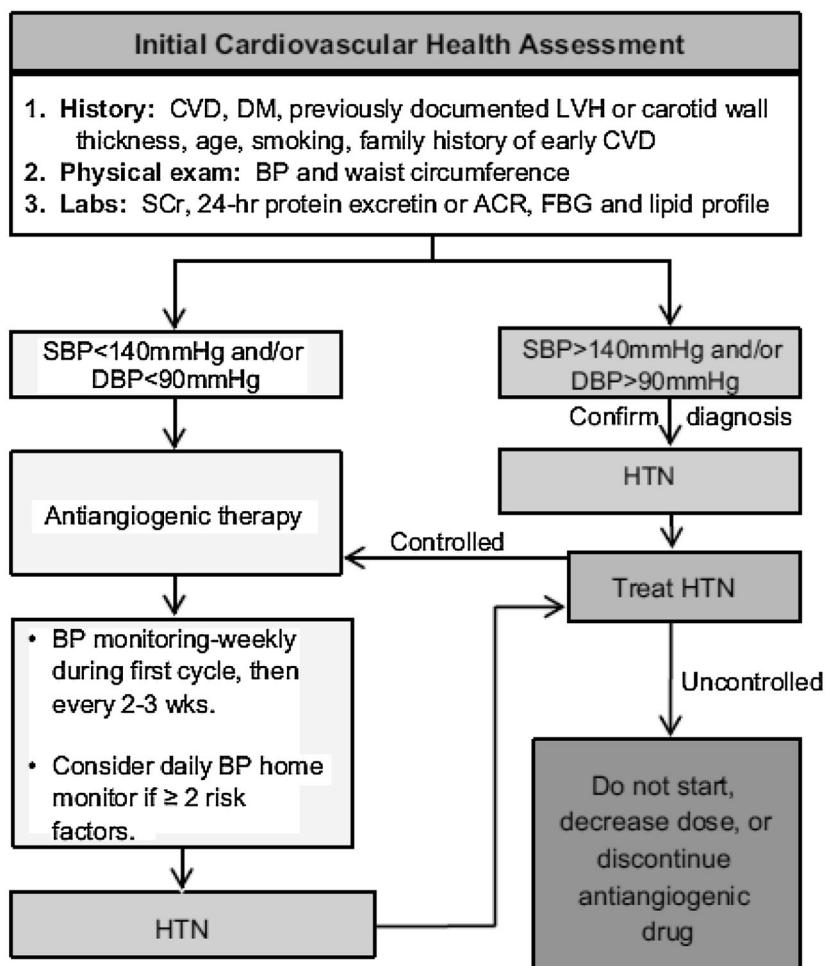 Initial Cardiovascular Health Assessment
1. History: CVD, DM, previously documented LVH or carotid wall
thickness, age, smoking, family history of early CVD
2. Physical exam: BP and waist circumference
3. Labs: SCr, 24-hr protein excretin or ACR, FBG and lipid profile
SBP<140mmHg and/or
DBP<90mmHg
SBP>140mmHg and/or
DBP>90mmHg
Confirm diagnosis
HTN
Antiangiogenic therapy
Controlled
Treat HTN
• BP monitoring-weekly
during first cycle, then
every 2-3 wks.
• Consider daily BP home
monitor if ≥ 2 risk
factors.
Uncontrolled
Do not start,
decrease dose, or
discontinue
antiangiogenic
drug
HTN